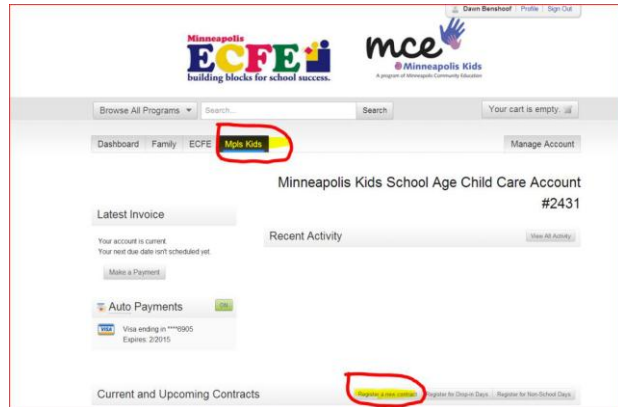 Dawn Benshoof Profile Sign Out
Minneapolis
ECFE
building blocks for school success.
mce
Minneapolis Kids
A program of Minneapolis Community Education
Browse All Programs Search... Search Your cart is empty.
Dashboard Family ECFE Mpls Kids Manage Account
Minneapolis Kids School Age Child Care Account
#2431
Latest Invoice
Recent Activity View All Activity
Your account is current.
Your next due date isn't scheduled yet.
Make a Payment
Auto Payments ON
VISA Visa ending in ****8905
Expires: 2/2015
Current and Upcoming Contracts Register a new contract Register for Drop-in Days Register for Non-School Days